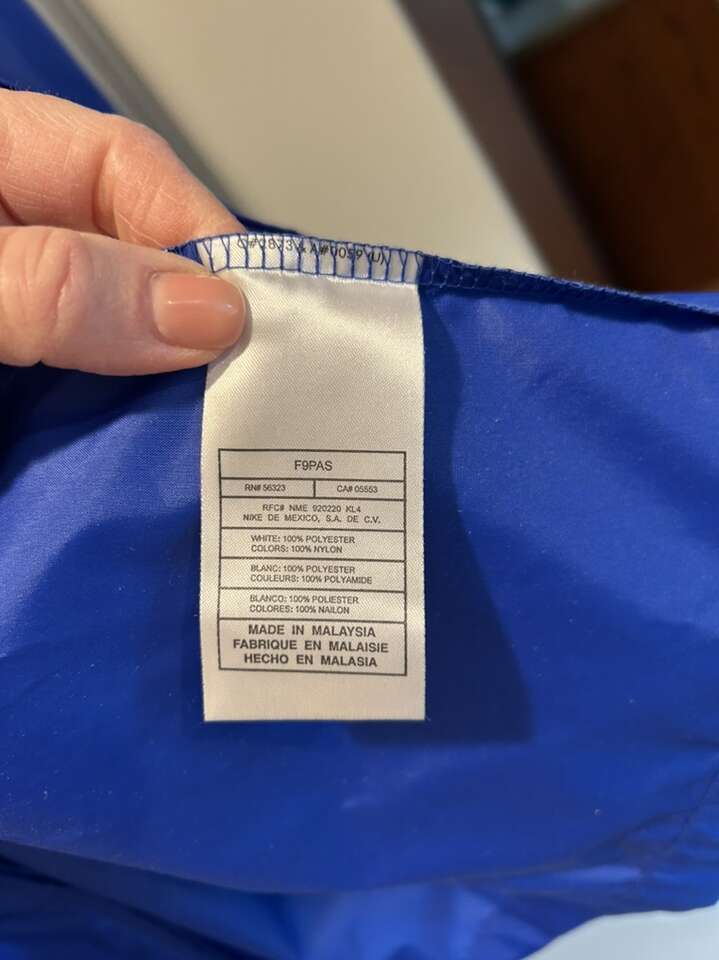 F9PAS
RN# 56323 CA# 05553
RFC# NME 920220 KL4
NIKE DE MEXICO, S.A. DE C.V.
WHITE: 100% POLYESTER
COLORS: 100% NYLON
BLANC: 100% POLYESTER
COULEURS: 100% POLYAMIDE
BLANCO: 100% POLIESTER
COLORES: 100% NAILON
MADE IN MALAYSIA
FABRIQUE EN MALAISIE
HECHO EN MALASIA